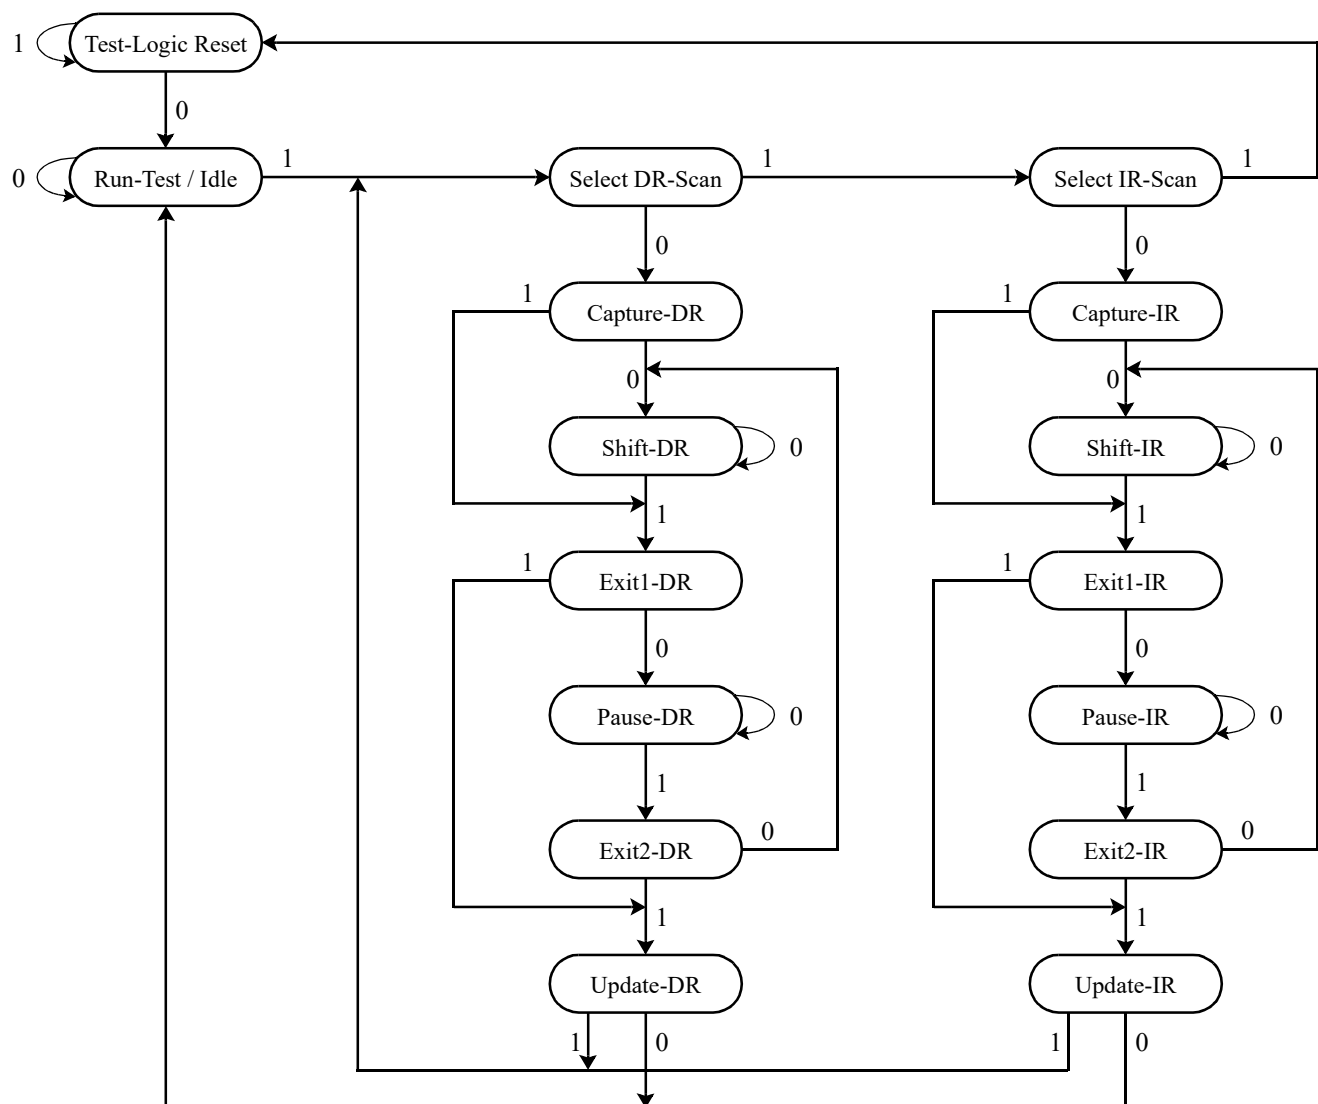 1 Test-Logic Reset
0
0 Run-Test / Idle 1 Select DR-Scan 1 Select IR-Scan 1
0 0
1 Capture-DR 1 Capture-IR
0 0
Shift-DR 0 Shift-IR 0
1 1
1 Exit1-DR 1 Exit1-IR
0 0
Pause-DR 0 Pause-IR 0
1 1
Exit2-DR 0 Exit2-IR 0
1 1
Update-DR Update-IR
1 0 1 0